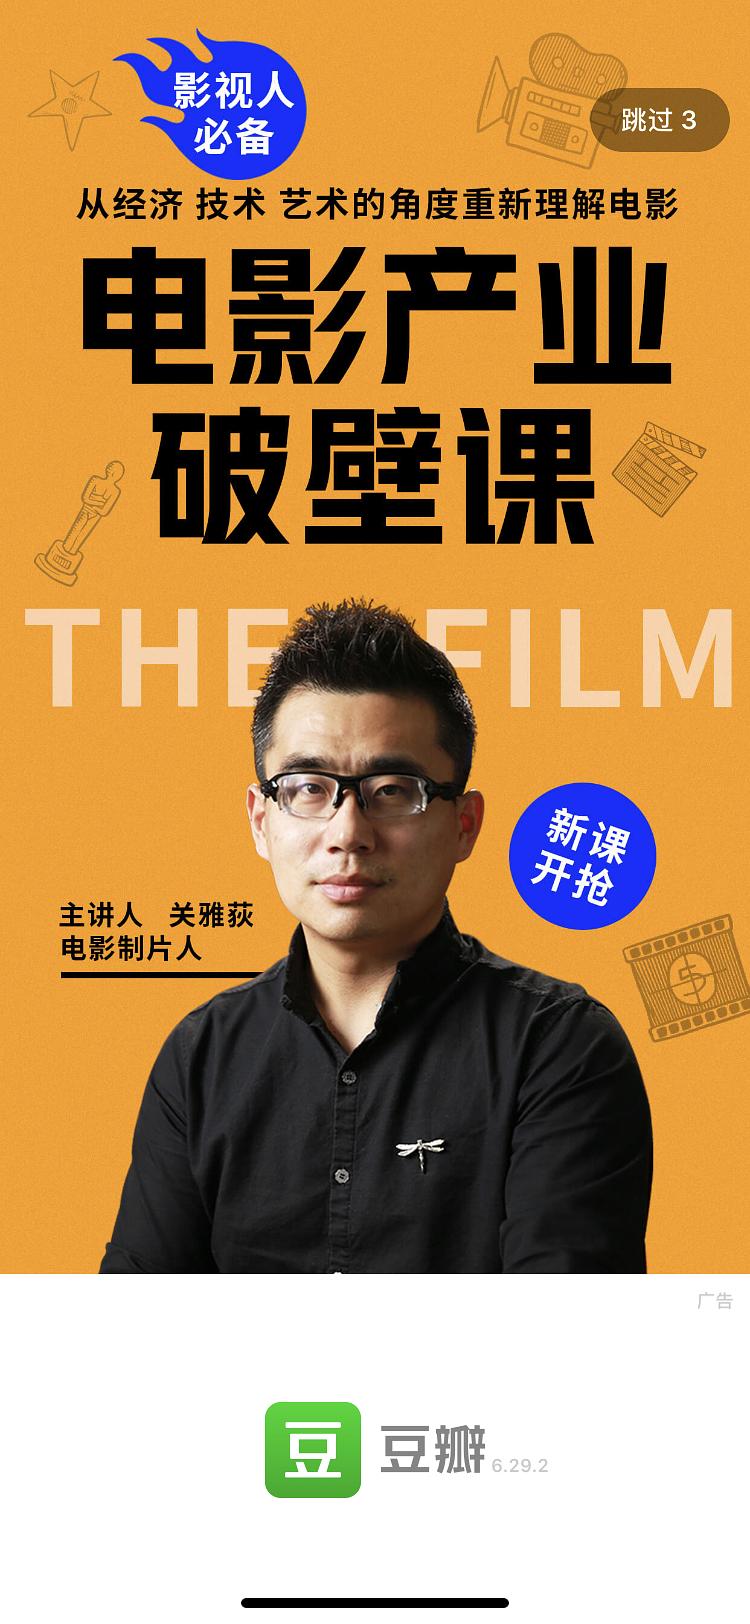 影视人
必备
跳过 3
从经济 技术 艺术的角度重新理解电影
电影产业
破壁课
THE FILM
新课
开抢
主讲人 关雅荻
电影制片人
广告
豆 豆瓣 6.29.2